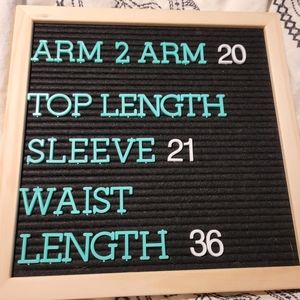 ARM 2 ARM 20
TOP LENGTH
SLEEVE 21
WAIST
LENGTH 36